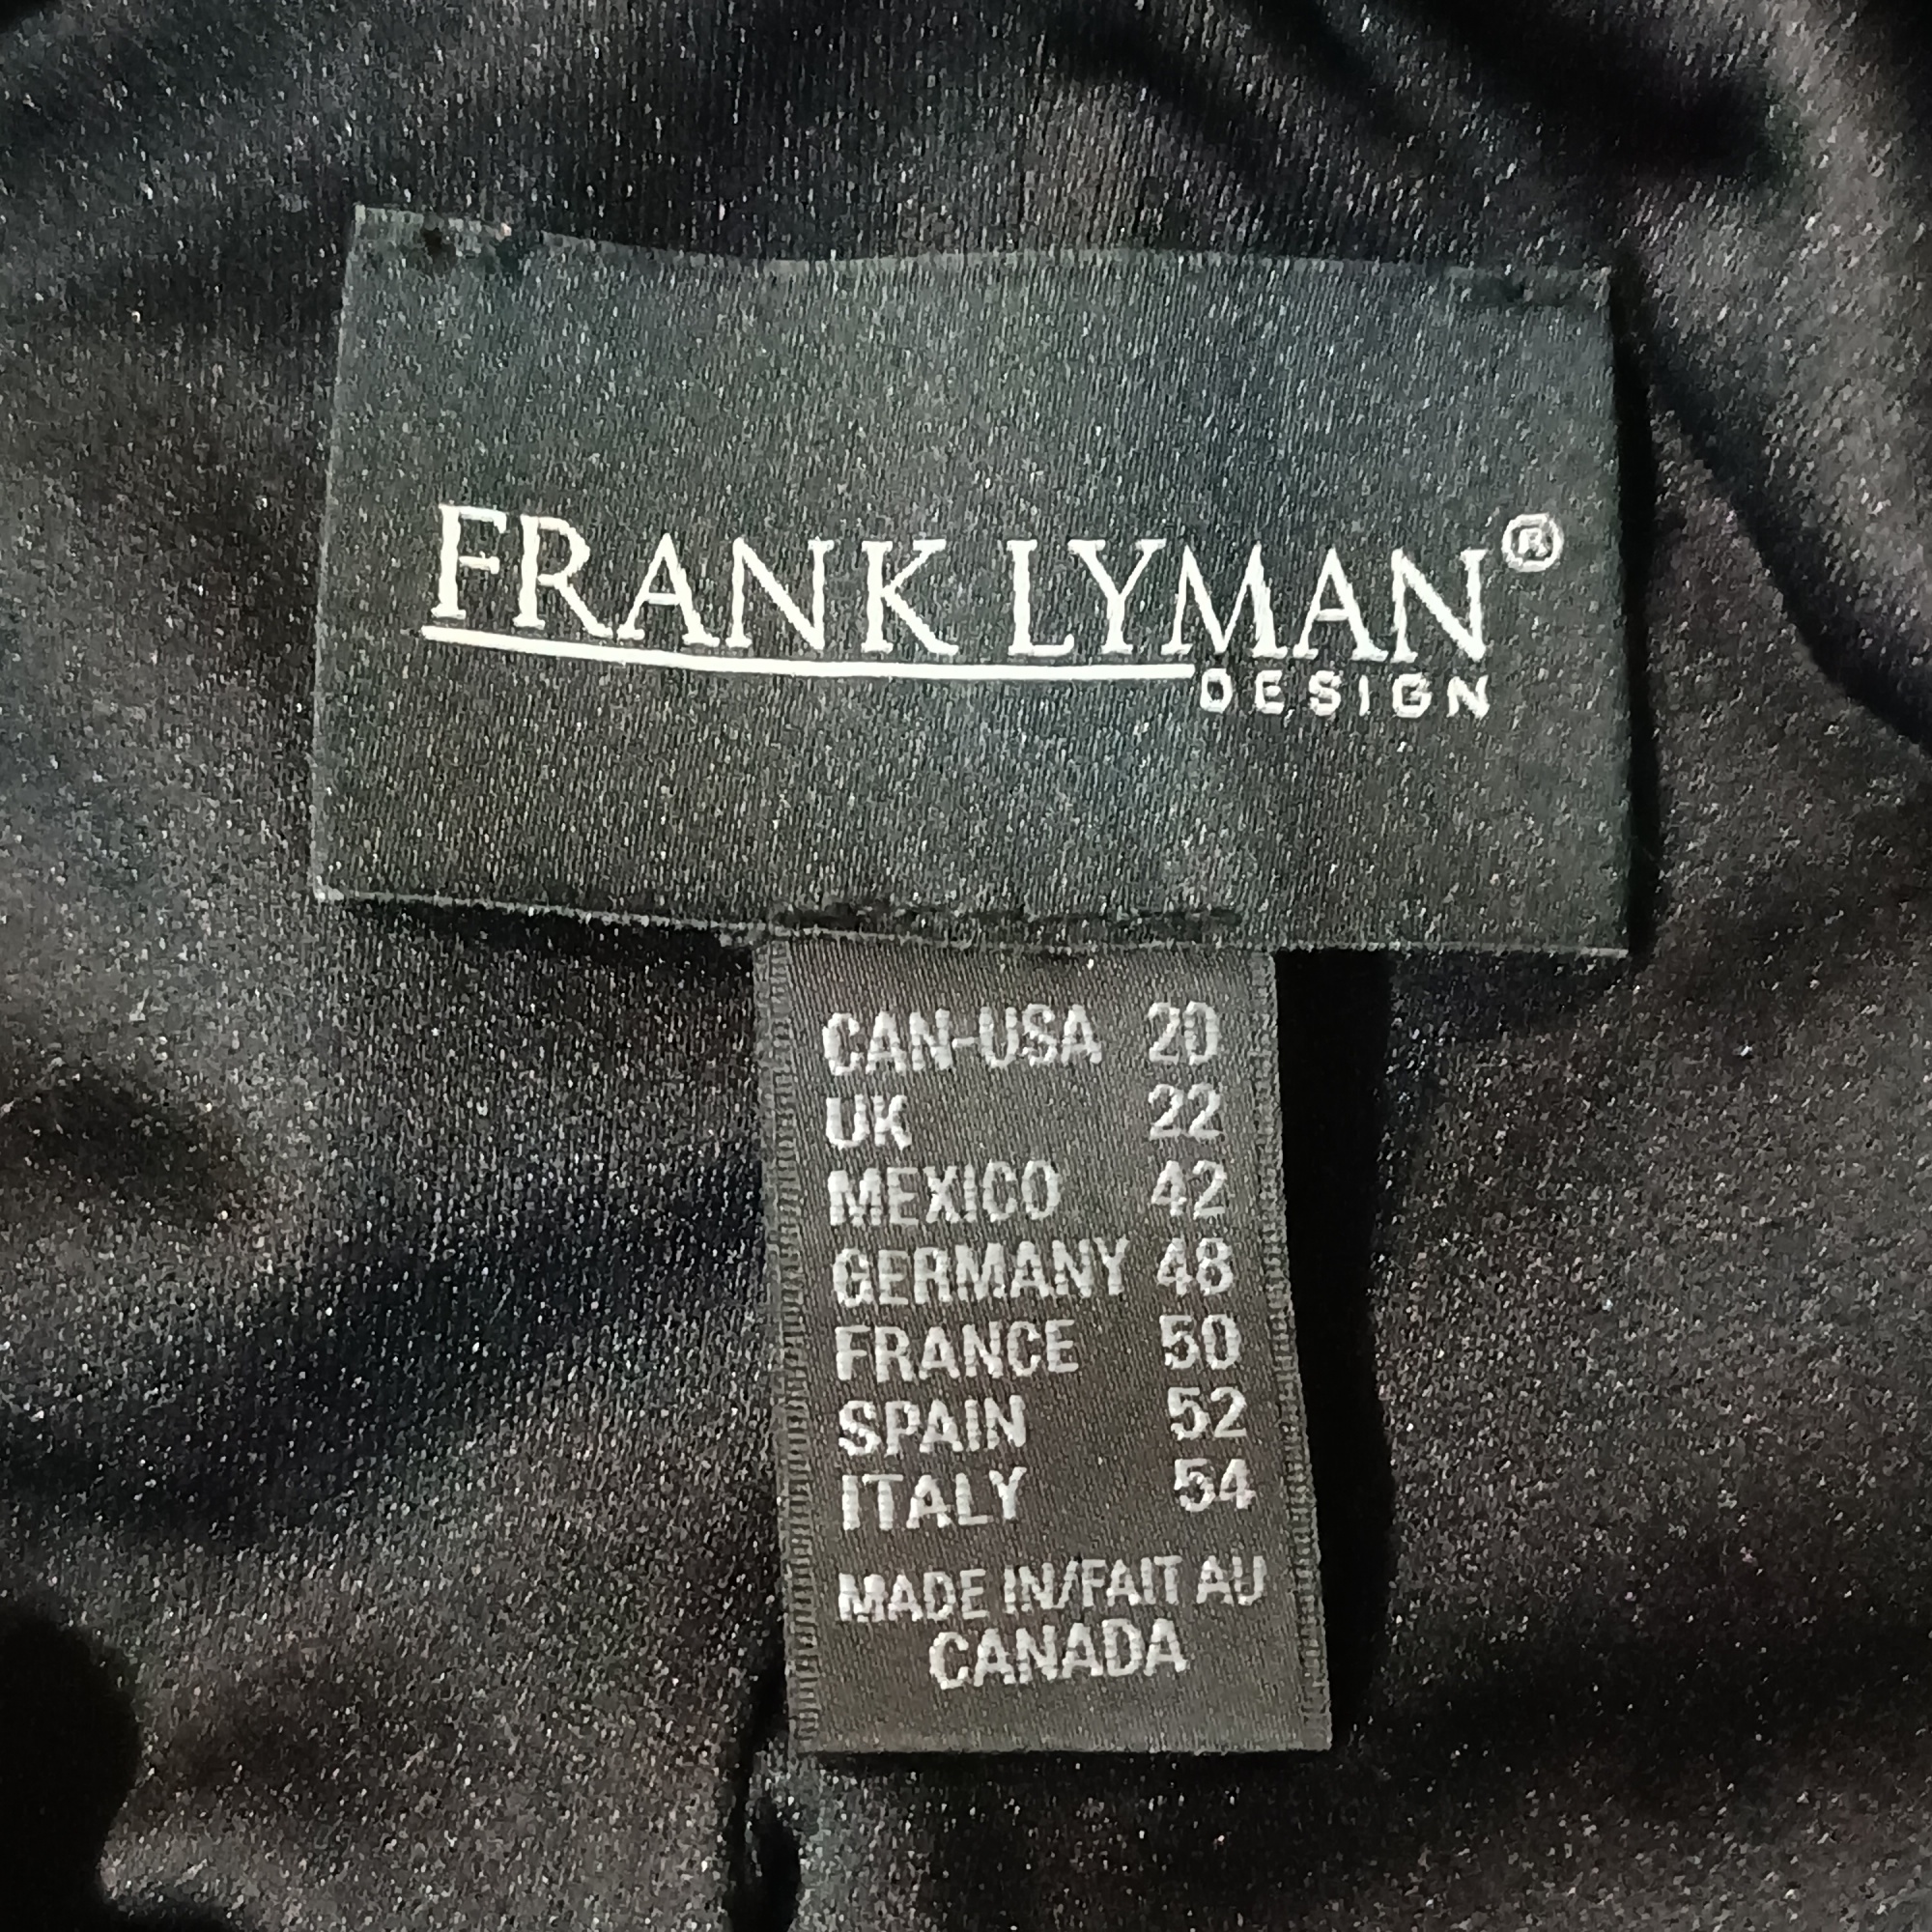 FRANK LYMAN®
DESIGN
CAN-USA 20
UK 22
MEXICO 42
GERMANY 48
FRANCE 50
SPAIN 52
ITALY 54
MADE IN/FAIT AU
CANADA